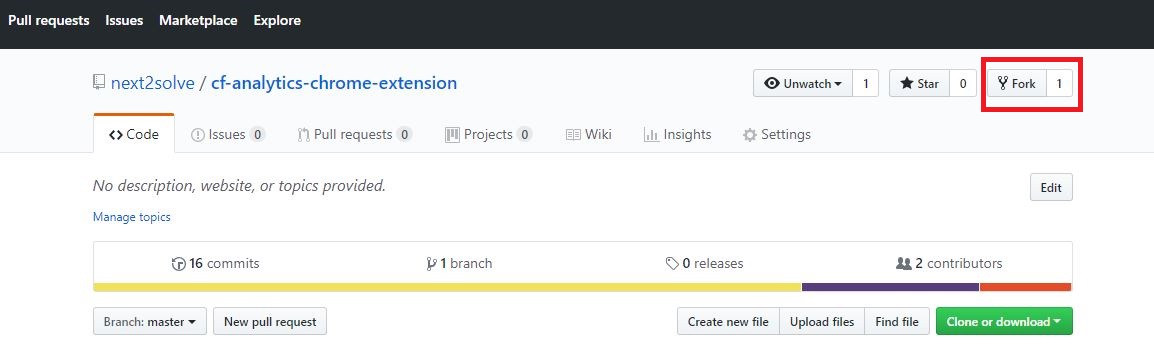 Pull requests Issues Marketplace Explore
next2solve / cf-analytics-chrome-extension Unwatch 1 Star 0 Fork 1
Code Issues 0 Pull requests 0 Projects 0 Wiki Insights Settings
No description, website, or topics provided. Edit
Manage topics
16 commits 1 branch 0 releases 2 contributors
Branch: master New pull request Create new file Upload files Find file Clone or download